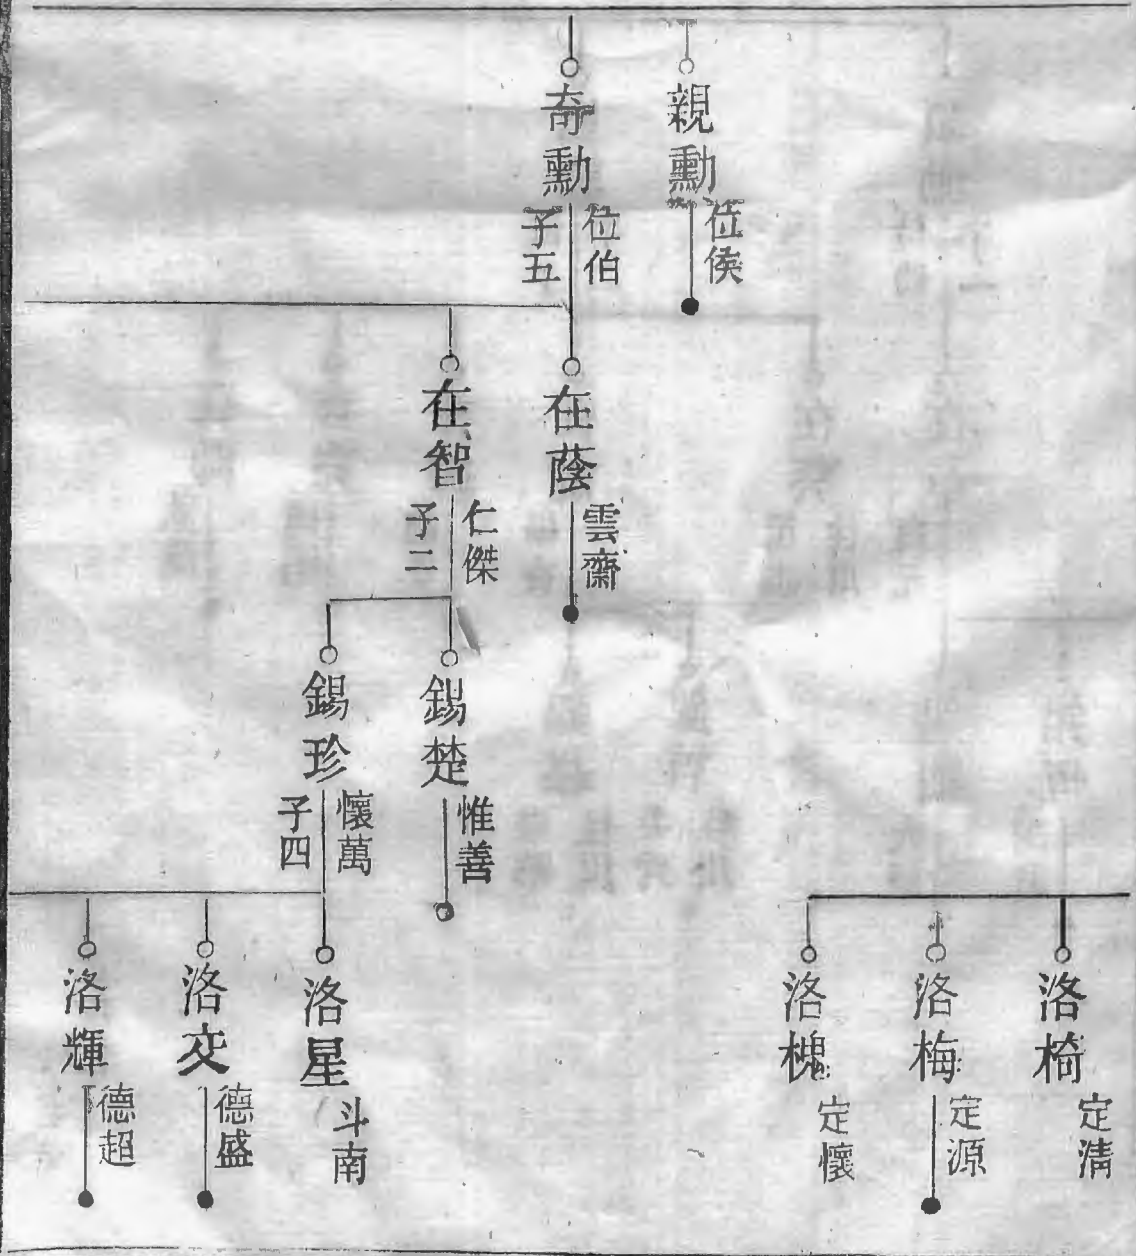 親勳
位侯
奇勳
位伯
子五
在蔭
雲齋
在智
仁傑
子二
錫楚
惟善
錫珍
懷萬
子四
洛椅
定清
洛梅
定源
洛槐
定懷
洛星
斗南
洛交
德盛
洛輝
德超